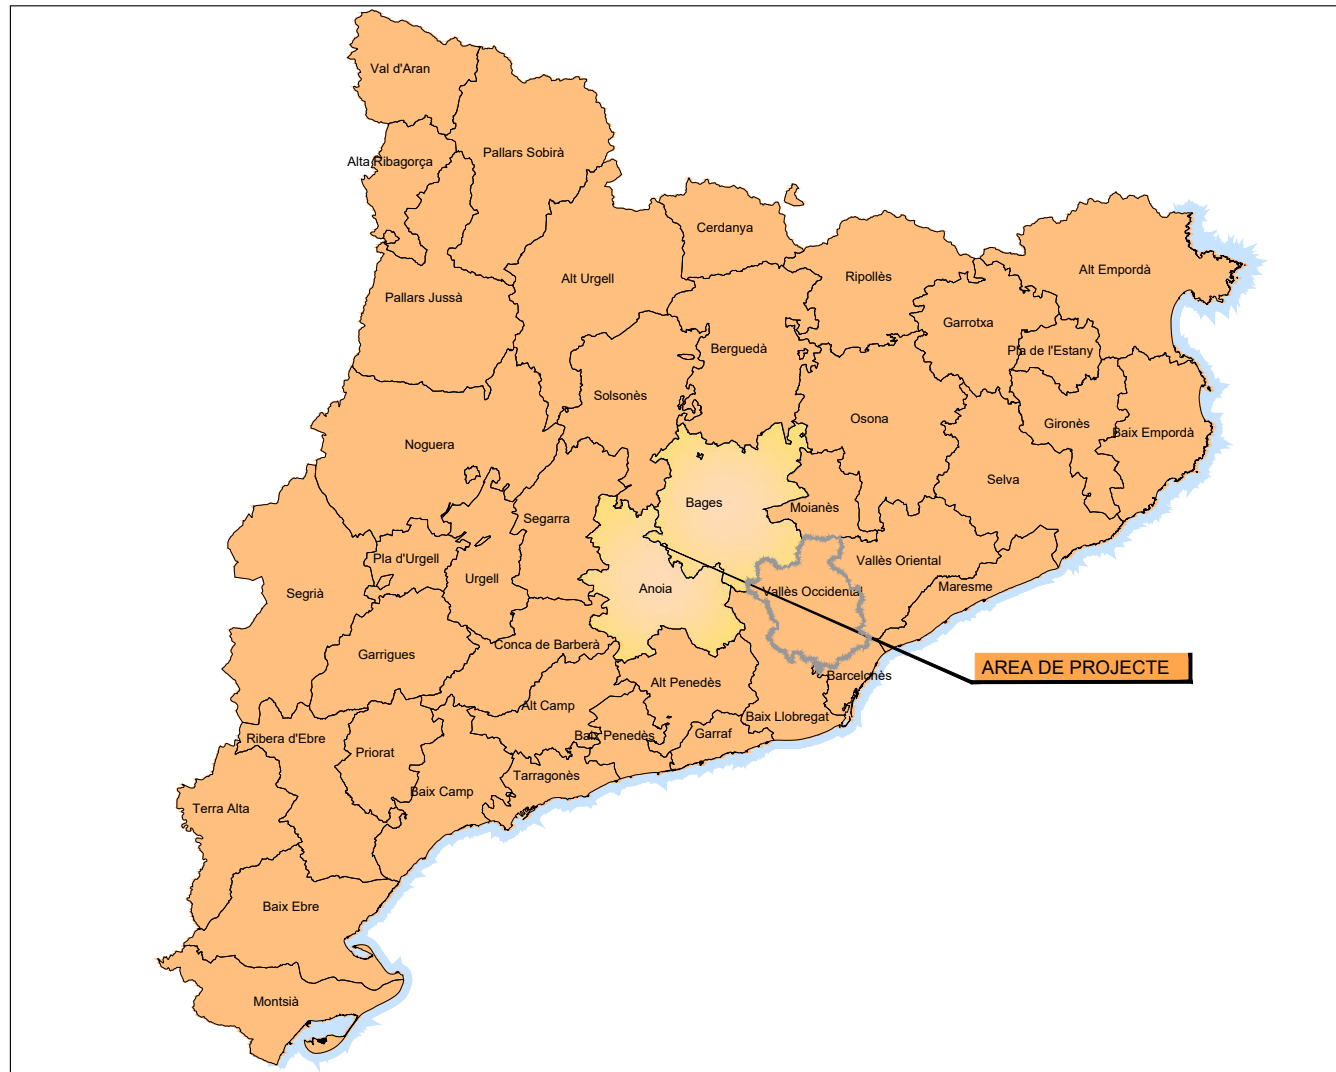 Val d'Aran
Alta Ribagorça
Pallars Sobirà
Cerdanya
Alt Urgell
Ripollès
Alt Empordà
Pallars Jussà
Garrotxa
Pla de l'Estany
Berguedà
Solsonès
Osona
Gironès
Baix Empordà
Noguera
Selva
Bages
Moianès
Segarra
Pla d'Urgell
Urgell
Vallès Oriental
Segrià
Anoia
Vallès Occidental
Maresme
Garrigues
Conca de Barberà
AREA DE PROJECTE
Alt Penedès
Barcelonès
Alt Camp
Baix Llobregat
Ribera d'Ebre
Priorat
Baix Penedès
Garraf
Tarragonès
Baix Camp
Terra Alta
Baix Ebre
Montsià